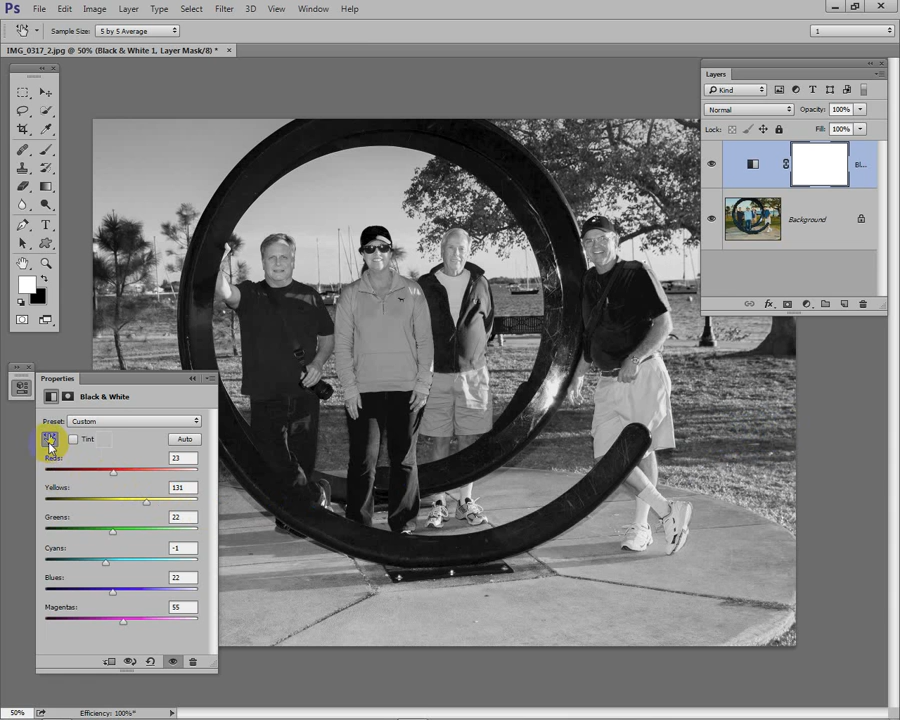 Ps File Edit Image Layer Type Select Filter 3D View Window Help
Sample Size: 5 by 5 Average 1
IMG_0317_2.jpg @ 50% (Black & White 1, Layer Mask/8) *
Layers
Kind
Normal Opacity: 100%
Lock: Fill: 100%
Bl...
Background
Properties
Black & White
Preset: Custom
Tint Auto
Reds: 23
Yellows: 131
Greens: 22
Cyans: -1
Blues: 22
Magentas: 55
50% Efficiency: 100%*